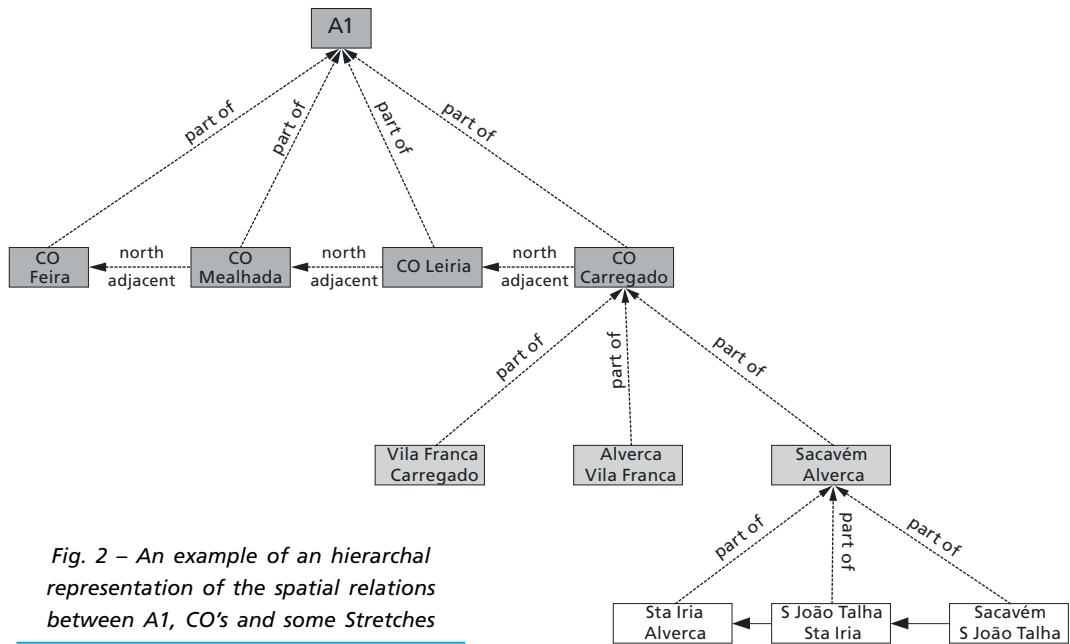 A1
part of
part of
part of
part of
CO
Feira
north
adjacent
CO
Mealhada
north
adjacent
CO Leiria
north
adjacent
CO
Carregado
part of
part of
part of
Vila Franca
Carregado
Alverca
Vila Franca
Sacavém
Alverca
part of
part of
part of
Sta Iria
Alverca
S João Talha
Sta Iria
Sacavém
S João Talha
Fig. 2 – An example of an hierarchal
representation of the spatial relations
between A1, CO's and some Stretches